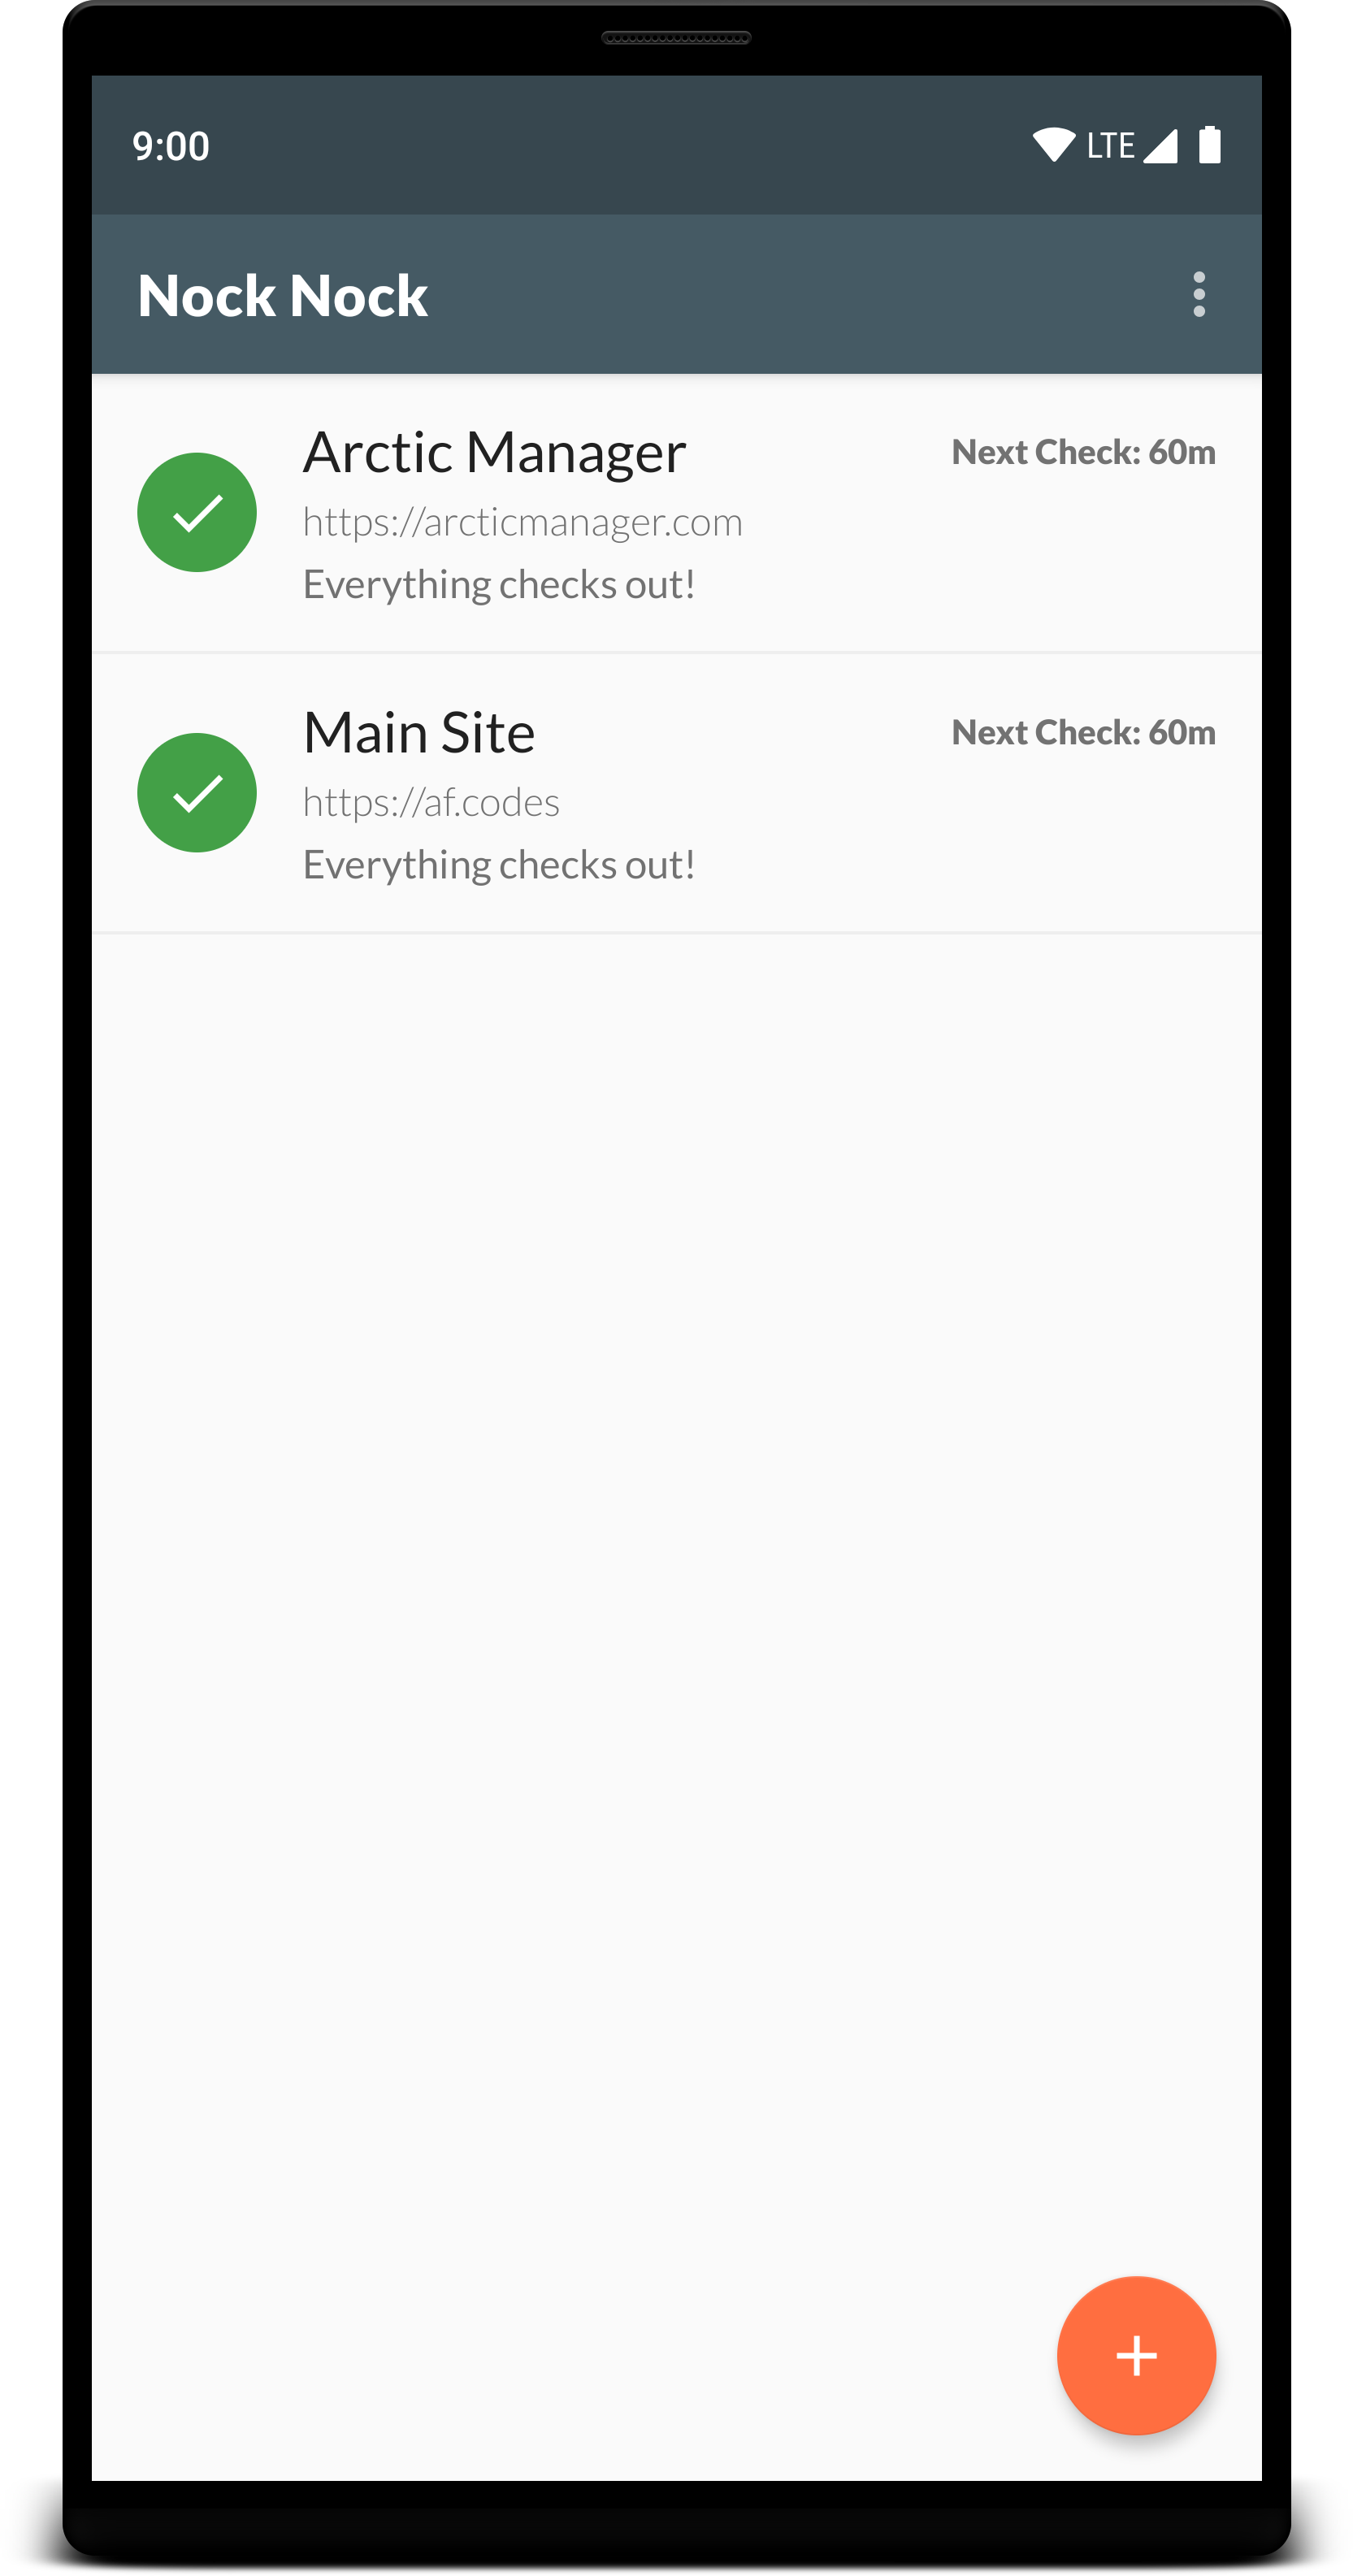 9:00 LTE
Nock Nock
Arctic Manager Next Check: 60m
https://arcticmanager.com
Everything checks out!
Main Site Next Check: 60m
https://af.codes
Everything checks out!